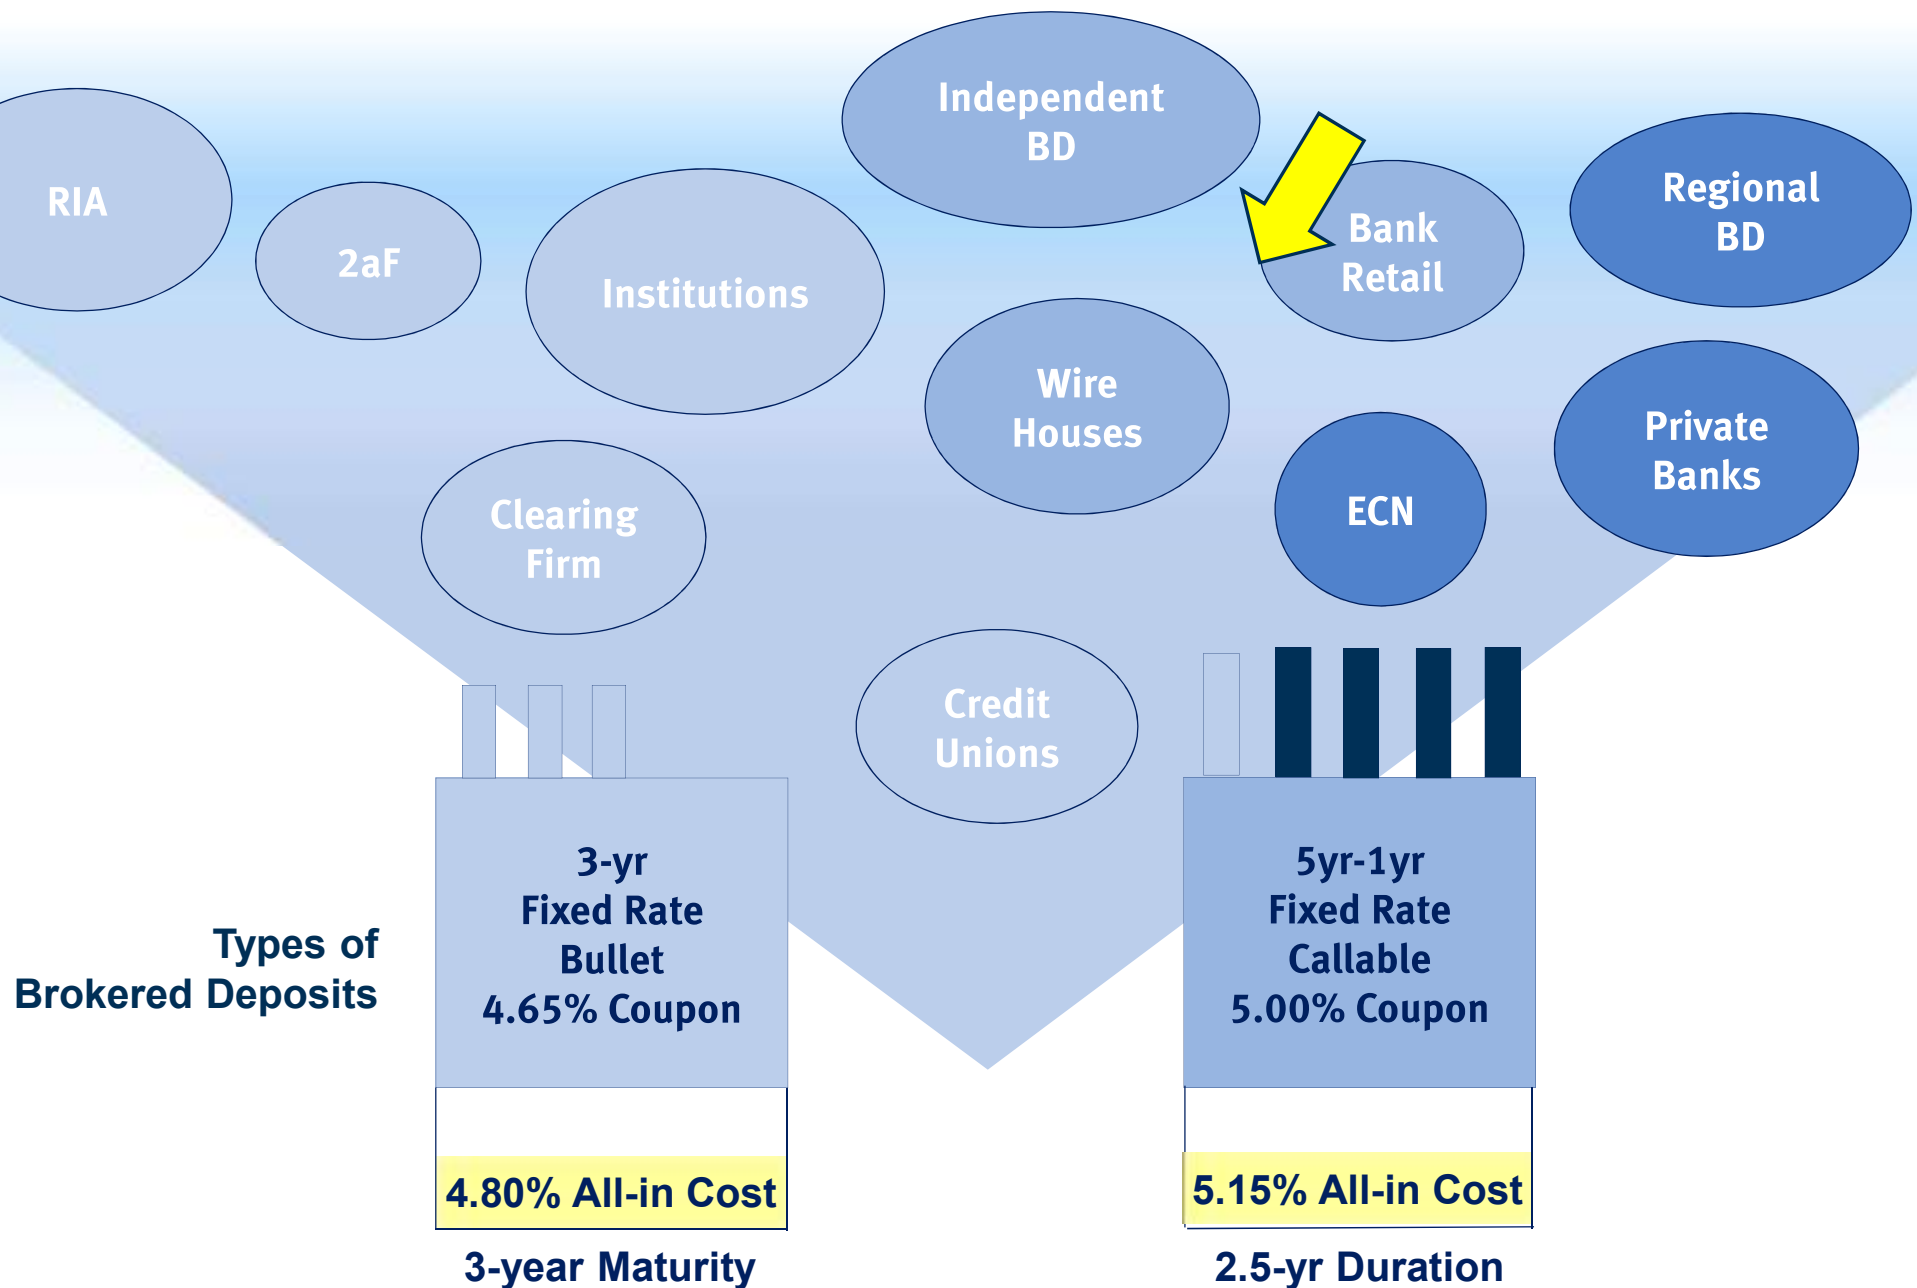 Independent
BD
RIA
2aF
Institutions
Bank
Retail
Regional
BD
Wire
Houses
Private
Banks
Clearing
Firm
ECN
Credit
Unions
Types of
Brokered Deposits
3-yr
Fixed Rate
Bullet
4.65% Coupon
4.80% All-in Cost
3-year Maturity
5yr-1yr
Fixed Rate
Callable
5.00% Coupon
5.15% All-in Cost
2.5-yr Duration